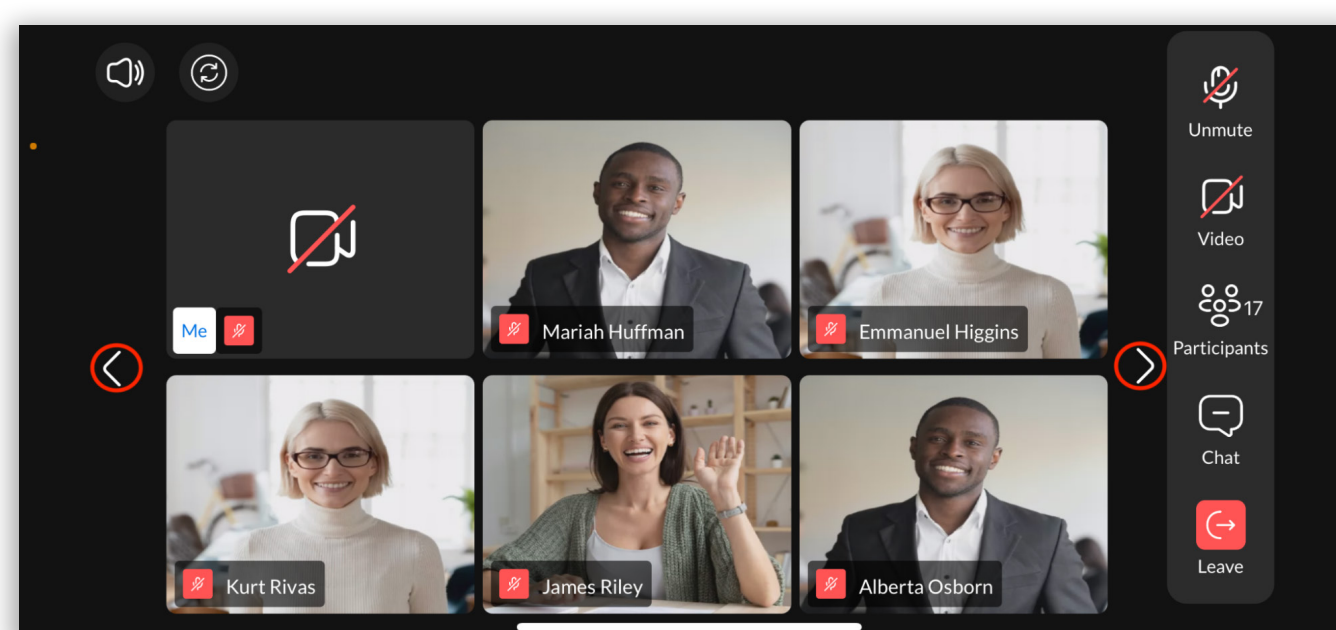 Unmute
Video
17
Participants
Chat
Leave
Me
Mariah Huffman
Emmanuel Higgins
Kurt Rivas
James Riley
Alberta Osborn